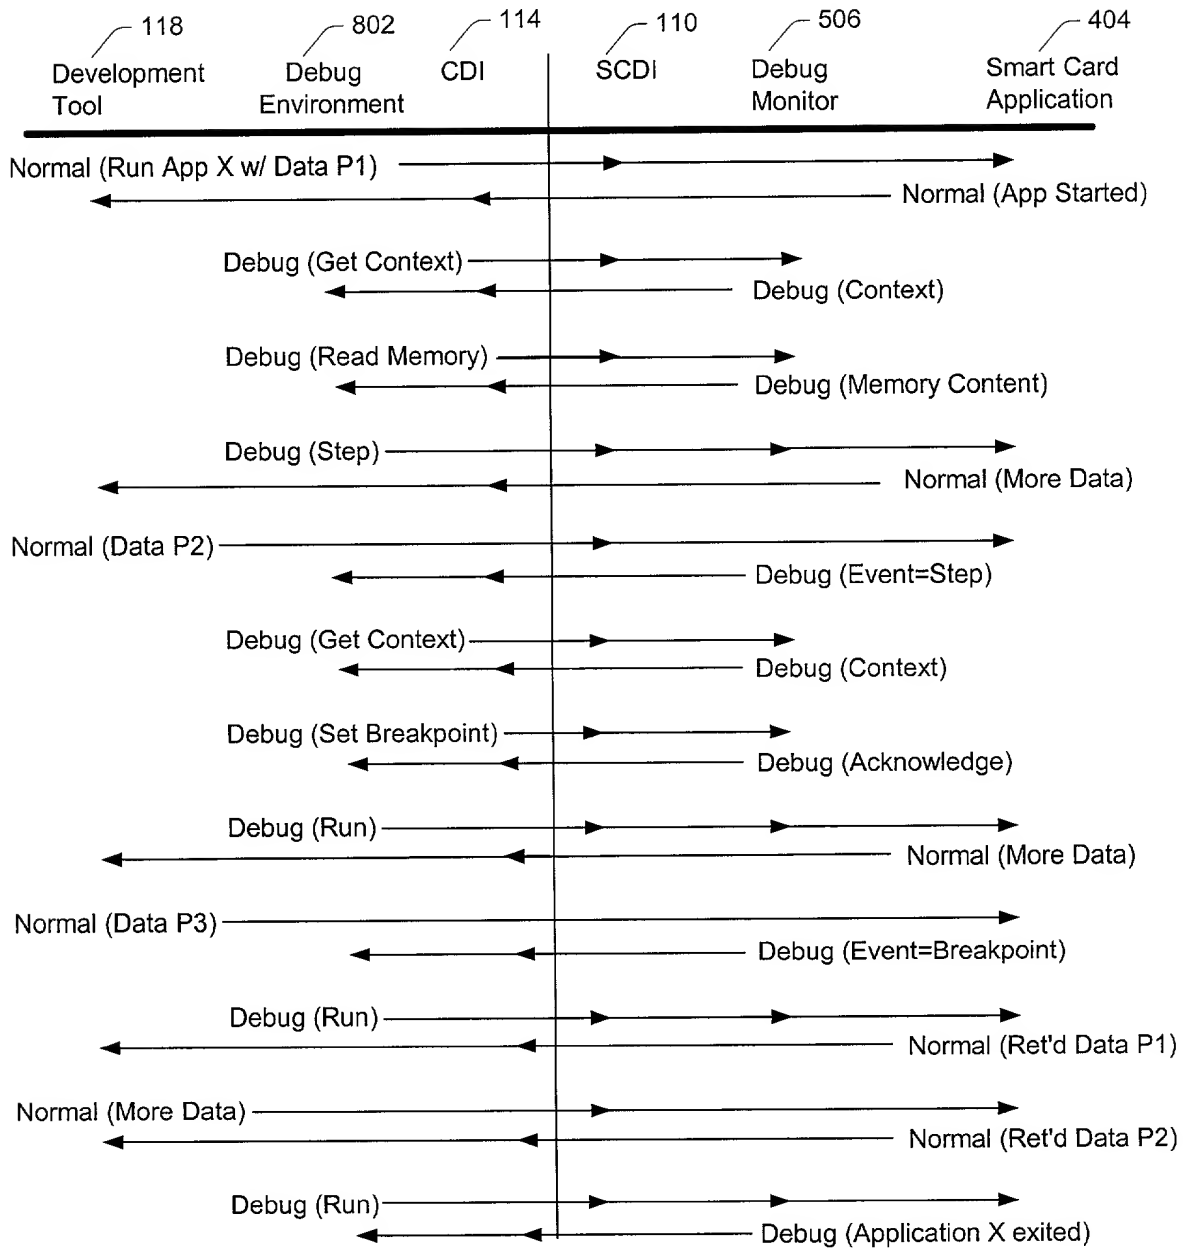 118 802 114 110 506 404
Development Tool
Debug Environment
CDI
SCDI
Debug Monitor
Smart Card Application
Normal (Run App X w/ Data P1)
Normal (App Started)
Debug (Get Context)
Debug (Context)
Debug (Read Memory)
Debug (Memory Content)
Debug (Step)
Normal (More Data)
Normal (Data P2)
Debug (Event=Step)
Debug (Get Context)
Debug (Context)
Debug (Set Breakpoint)
Debug (Acknowledge)
Debug (Run)
Normal (More Data)
Normal (Data P3)
Debug (Event=Breakpoint)
Debug (Run)
Normal (Ret'd Data P1)
Normal (More Data)
Normal (Ret'd Data P2)
Debug (Run)
Debug (Application X exited)